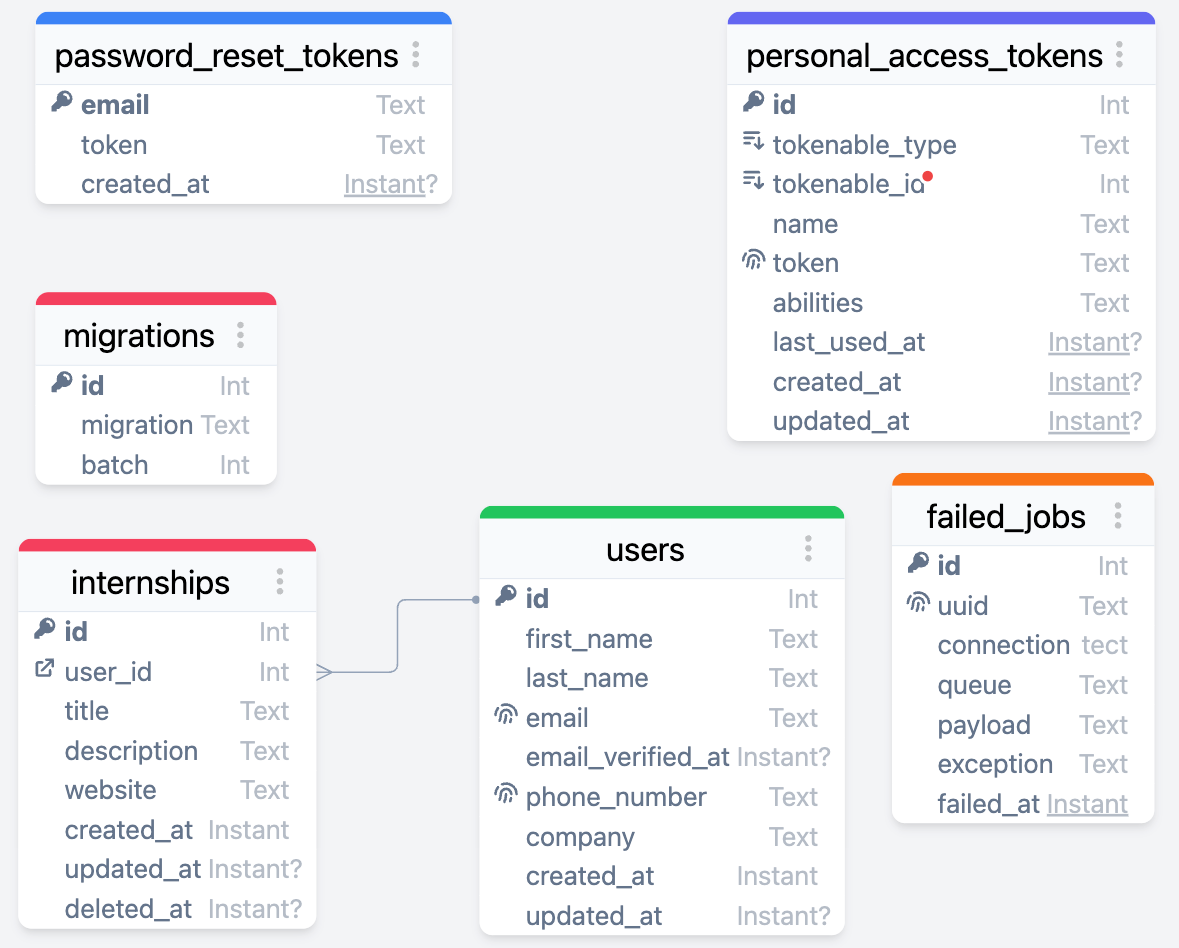 password_reset_tokens
email Text
token Text
created_at Instant?
personal_access_tokens
id Int
tokenable_type Text
tokenable_id Int
name Text
token Text
abilities Text
last_used_at Instant?
created_at Instant?
updated_at Instant?
migrations
id Int
migration Text
batch Int
internships
id Int
user_id Int
title Text
description Text
website Text
created_at Instant
updated_at Instant?
deleted_at Instant?
users
id Int
first_name Text
last_name Text
email Text
email_verified_at Instant?
phone_number Text
company Text
created_at Instant
updated_at Instant?
failed_jobs
id Int
uuid Text
connection tect
queue Text
payload Text
exception Text
failed_at Instant